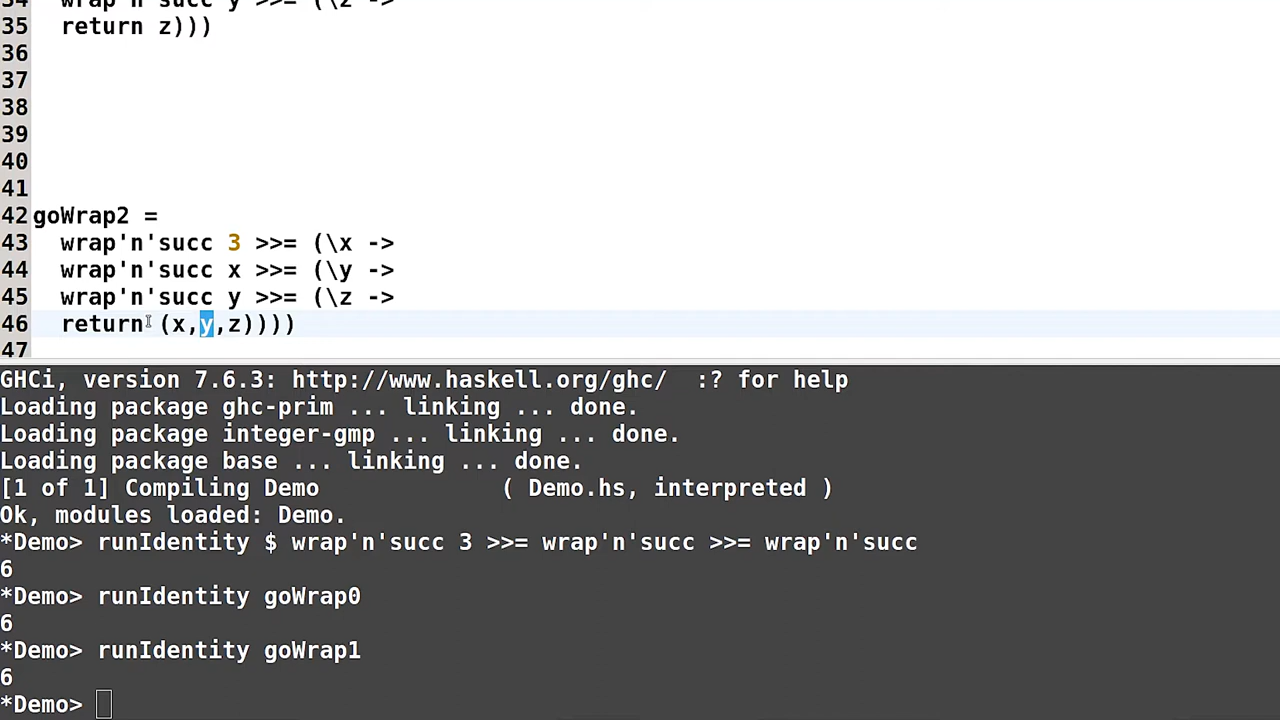 34 wrap'n'succ y >>= (\z ->
35 return z)))
36
37
38
39
40
41
42 goWrap2 =
43 wrap'n'succ 3 >>= (\x ->
44 wrap'n'succ x >>= (\y ->
45 wrap'n'succ y >>= (\z ->
46 return (x,y,z))))
47
GHCi, version 7.6.3: http://www.haskell.org/ghc/ :? for help
Loading package ghc-prim ... linking ... done.
Loading package integer-gmp ... linking ... done.
Loading package base ... linking ... done.
[1 of 1] Compiling Demo ( Demo.hs, interpreted )
Ok, modules loaded: Demo.
*Demo> runIdentity $ wrap'n'succ 3 >>= wrap'n'succ >>= wrap'n'succ
6
*Demo> runIdentity goWrap0
6
*Demo> runIdentity goWrap1
6
*Demo>